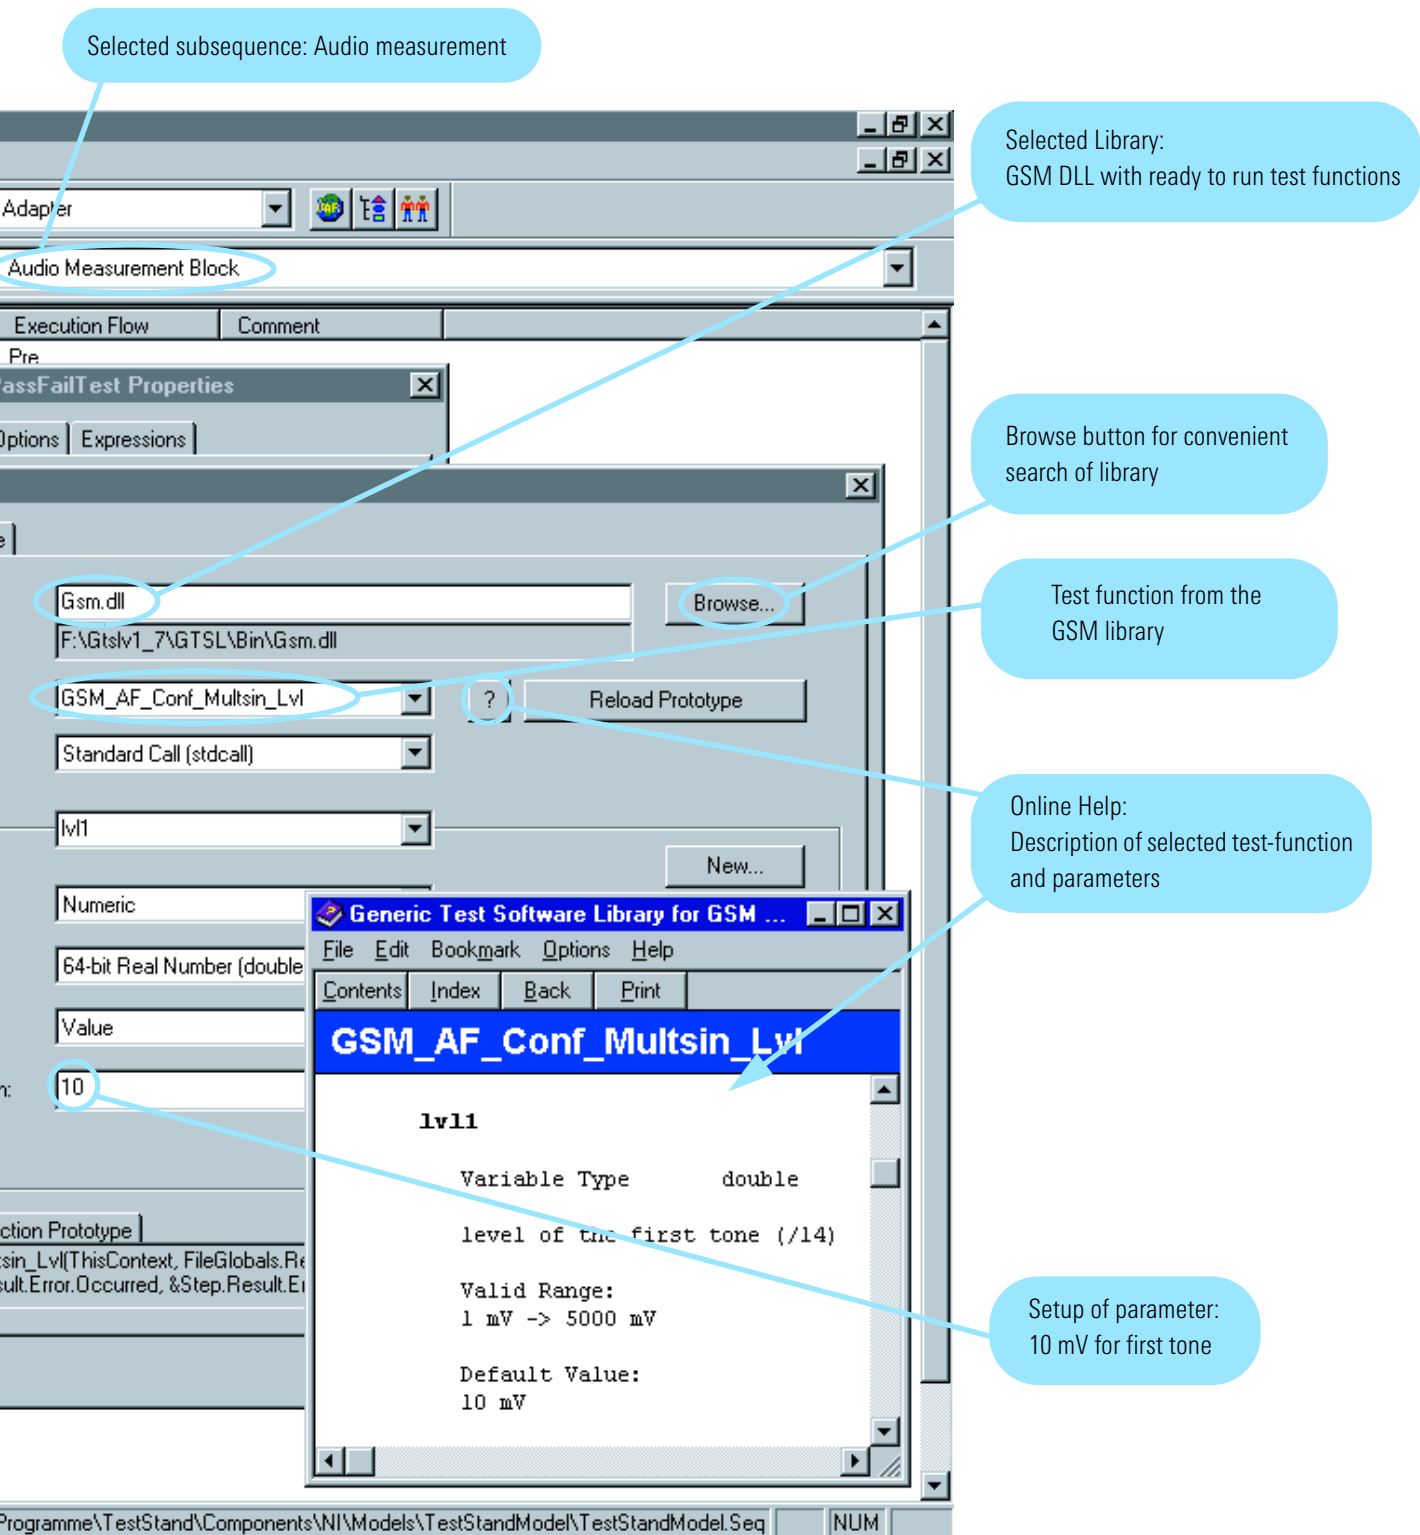 Selected subsequence: Audio measurement
Selected Library:
GSM DLL with ready to run test functions
Adapter
Audio Measurement Block
Execution Flow Comment
Pre
PassFailTest Properties
Options Expressions
Browse button for convenient
search of library
e
Gsm.dll Browse...
F:\Gtslv1_7\GTSL\Bin\Gsm.dll
Test function from the
GSM library
GSM_AF_Conf_Multsin_Lvl ? Reload Prototype
Standard Call (stdcall)
Online Help:
Description of selected test-function
and parameters
lvl1
New...
Numeric
Generic Test Software Library for GSM ...
File Edit Bookmark Options Help
64-bit Real Number (double
Contents Index Back Print
Value
GSM_AF_Conf_Multsin_Lvl
n: 10
lvl1
Variable Type double
level of the first tone (/14)
Valid Range:
1 mV -> 5000 mV
Default Value:
10 mV
ction Prototype
tsin_Lvl(ThisContext, FileGlobals.Re
sult.Error.Occurred, &Step.Result.Er
Setup of parameter:
10 mV for first tone
Programme\TestStand\Components\NI\Models\TestStandModel\TestStandModel.Seq NUM